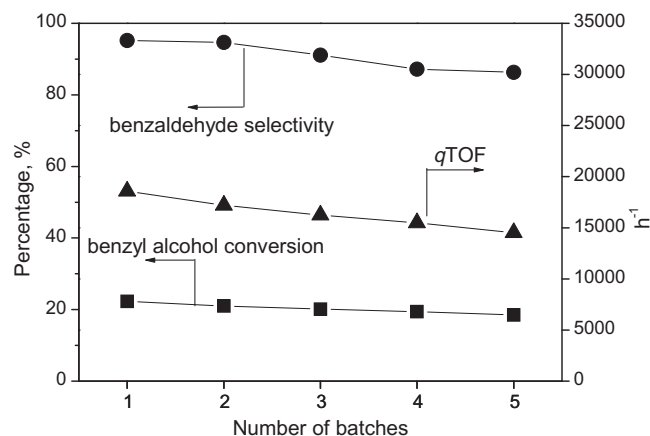 100
80
60
40
20
0
Percentage, %
35000
30000
25000
20000
15000
10000
5000
0
h⁻¹
benzaldehyde selectivity
qTOF
benzyl alcohol conversion
1 2 3 4 5
Number of batches